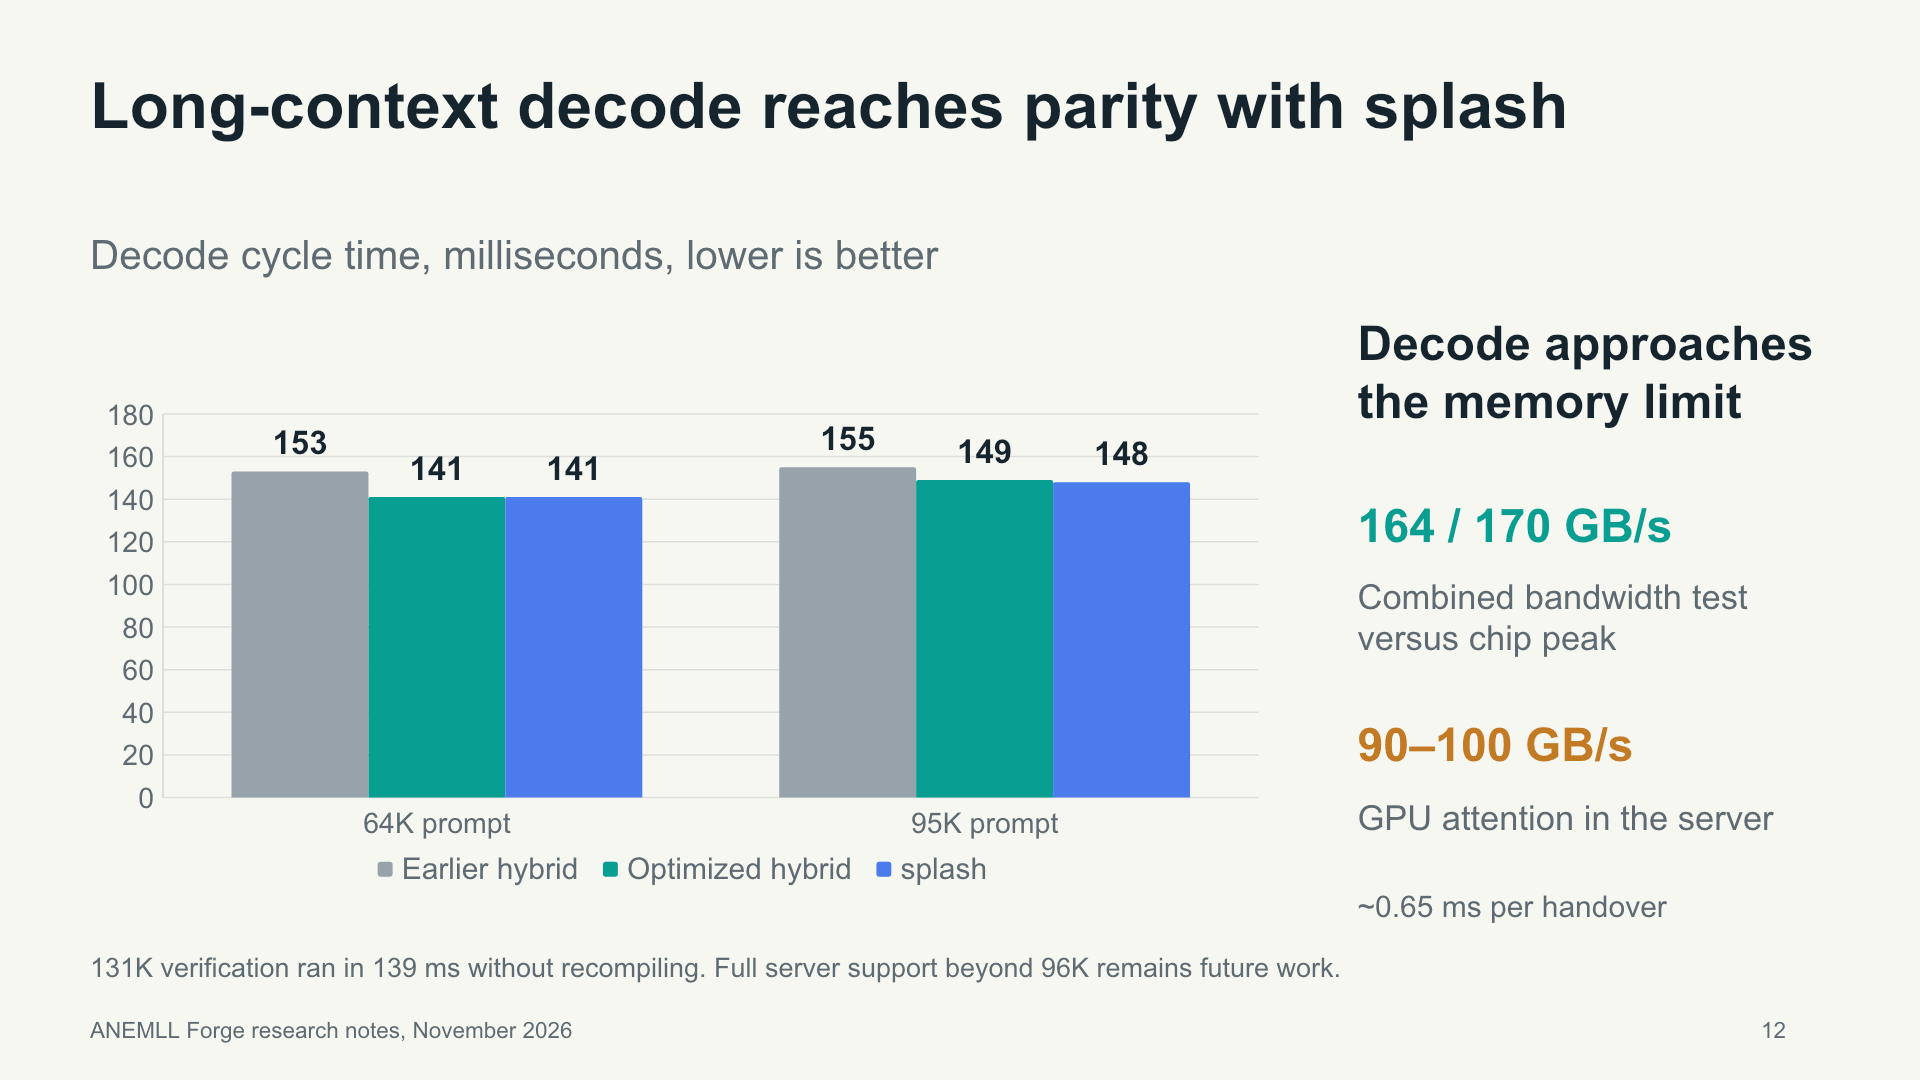 Long-context decode reaches parity with splash
Decode cycle time, milliseconds, lower is better
180
160
140
120
100
80
60
40
20
0
153
141
141
155
149
148
64K prompt
95K prompt
Earlier hybrid
Optimized hybrid
splash
Decode approaches
the memory limit
164 / 170 GB/s
Combined bandwidth test
versus chip peak
90–100 GB/s
GPU attention in the server
~0.65 ms per handover
131K verification ran in 139 ms without recompiling. Full server support beyond 96K remains future work.
ANEMLL Forge research notes, November 2026
12